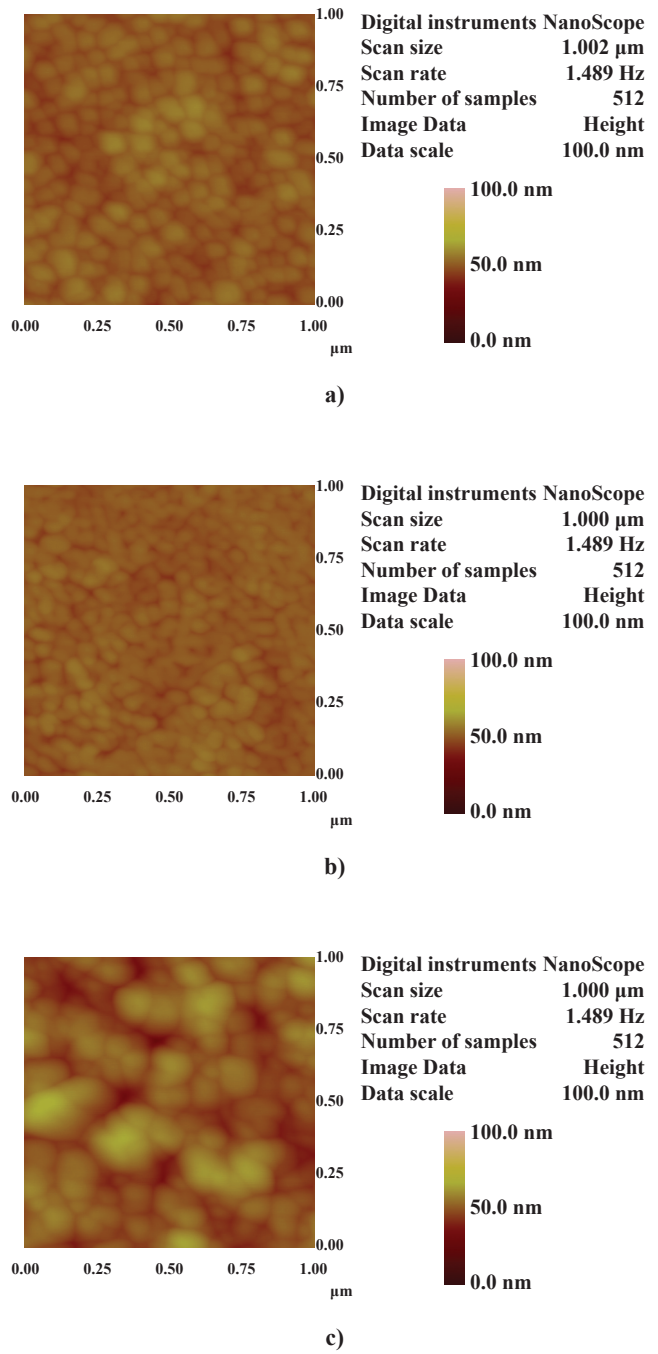 1.00
Digital instruments NanoScope
Scan size 1.002 µm
0.75
Scan rate 1.489 Hz
Number of samples 512
Image Data Height
0.50
Data scale 100.0 nm
100.0 nm
0.25
50.0 nm
0.00
0.00 0.25 0.50 0.75 1.00
0.0 nm
µm
a)
1.00
Digital instruments NanoScope
Scan size 1.000 µm
0.75
Scan rate 1.489 Hz
Number of samples 512
Image Data Height
0.50
Data scale 100.0 nm
100.0 nm
0.25
50.0 nm
0.00
0.00 0.25 0.50 0.75 1.00
0.0 nm
µm
b)
1.00
Digital instruments NanoScope
Scan size 1.000 µm
0.75
Scan rate 1.489 Hz
Number of samples 512
Image Data Height
0.50
Data scale 100.0 nm
100.0 nm
0.25
50.0 nm
0.00
0.00 0.25 0.50 0.75 1.00
0.0 nm
µm
c)